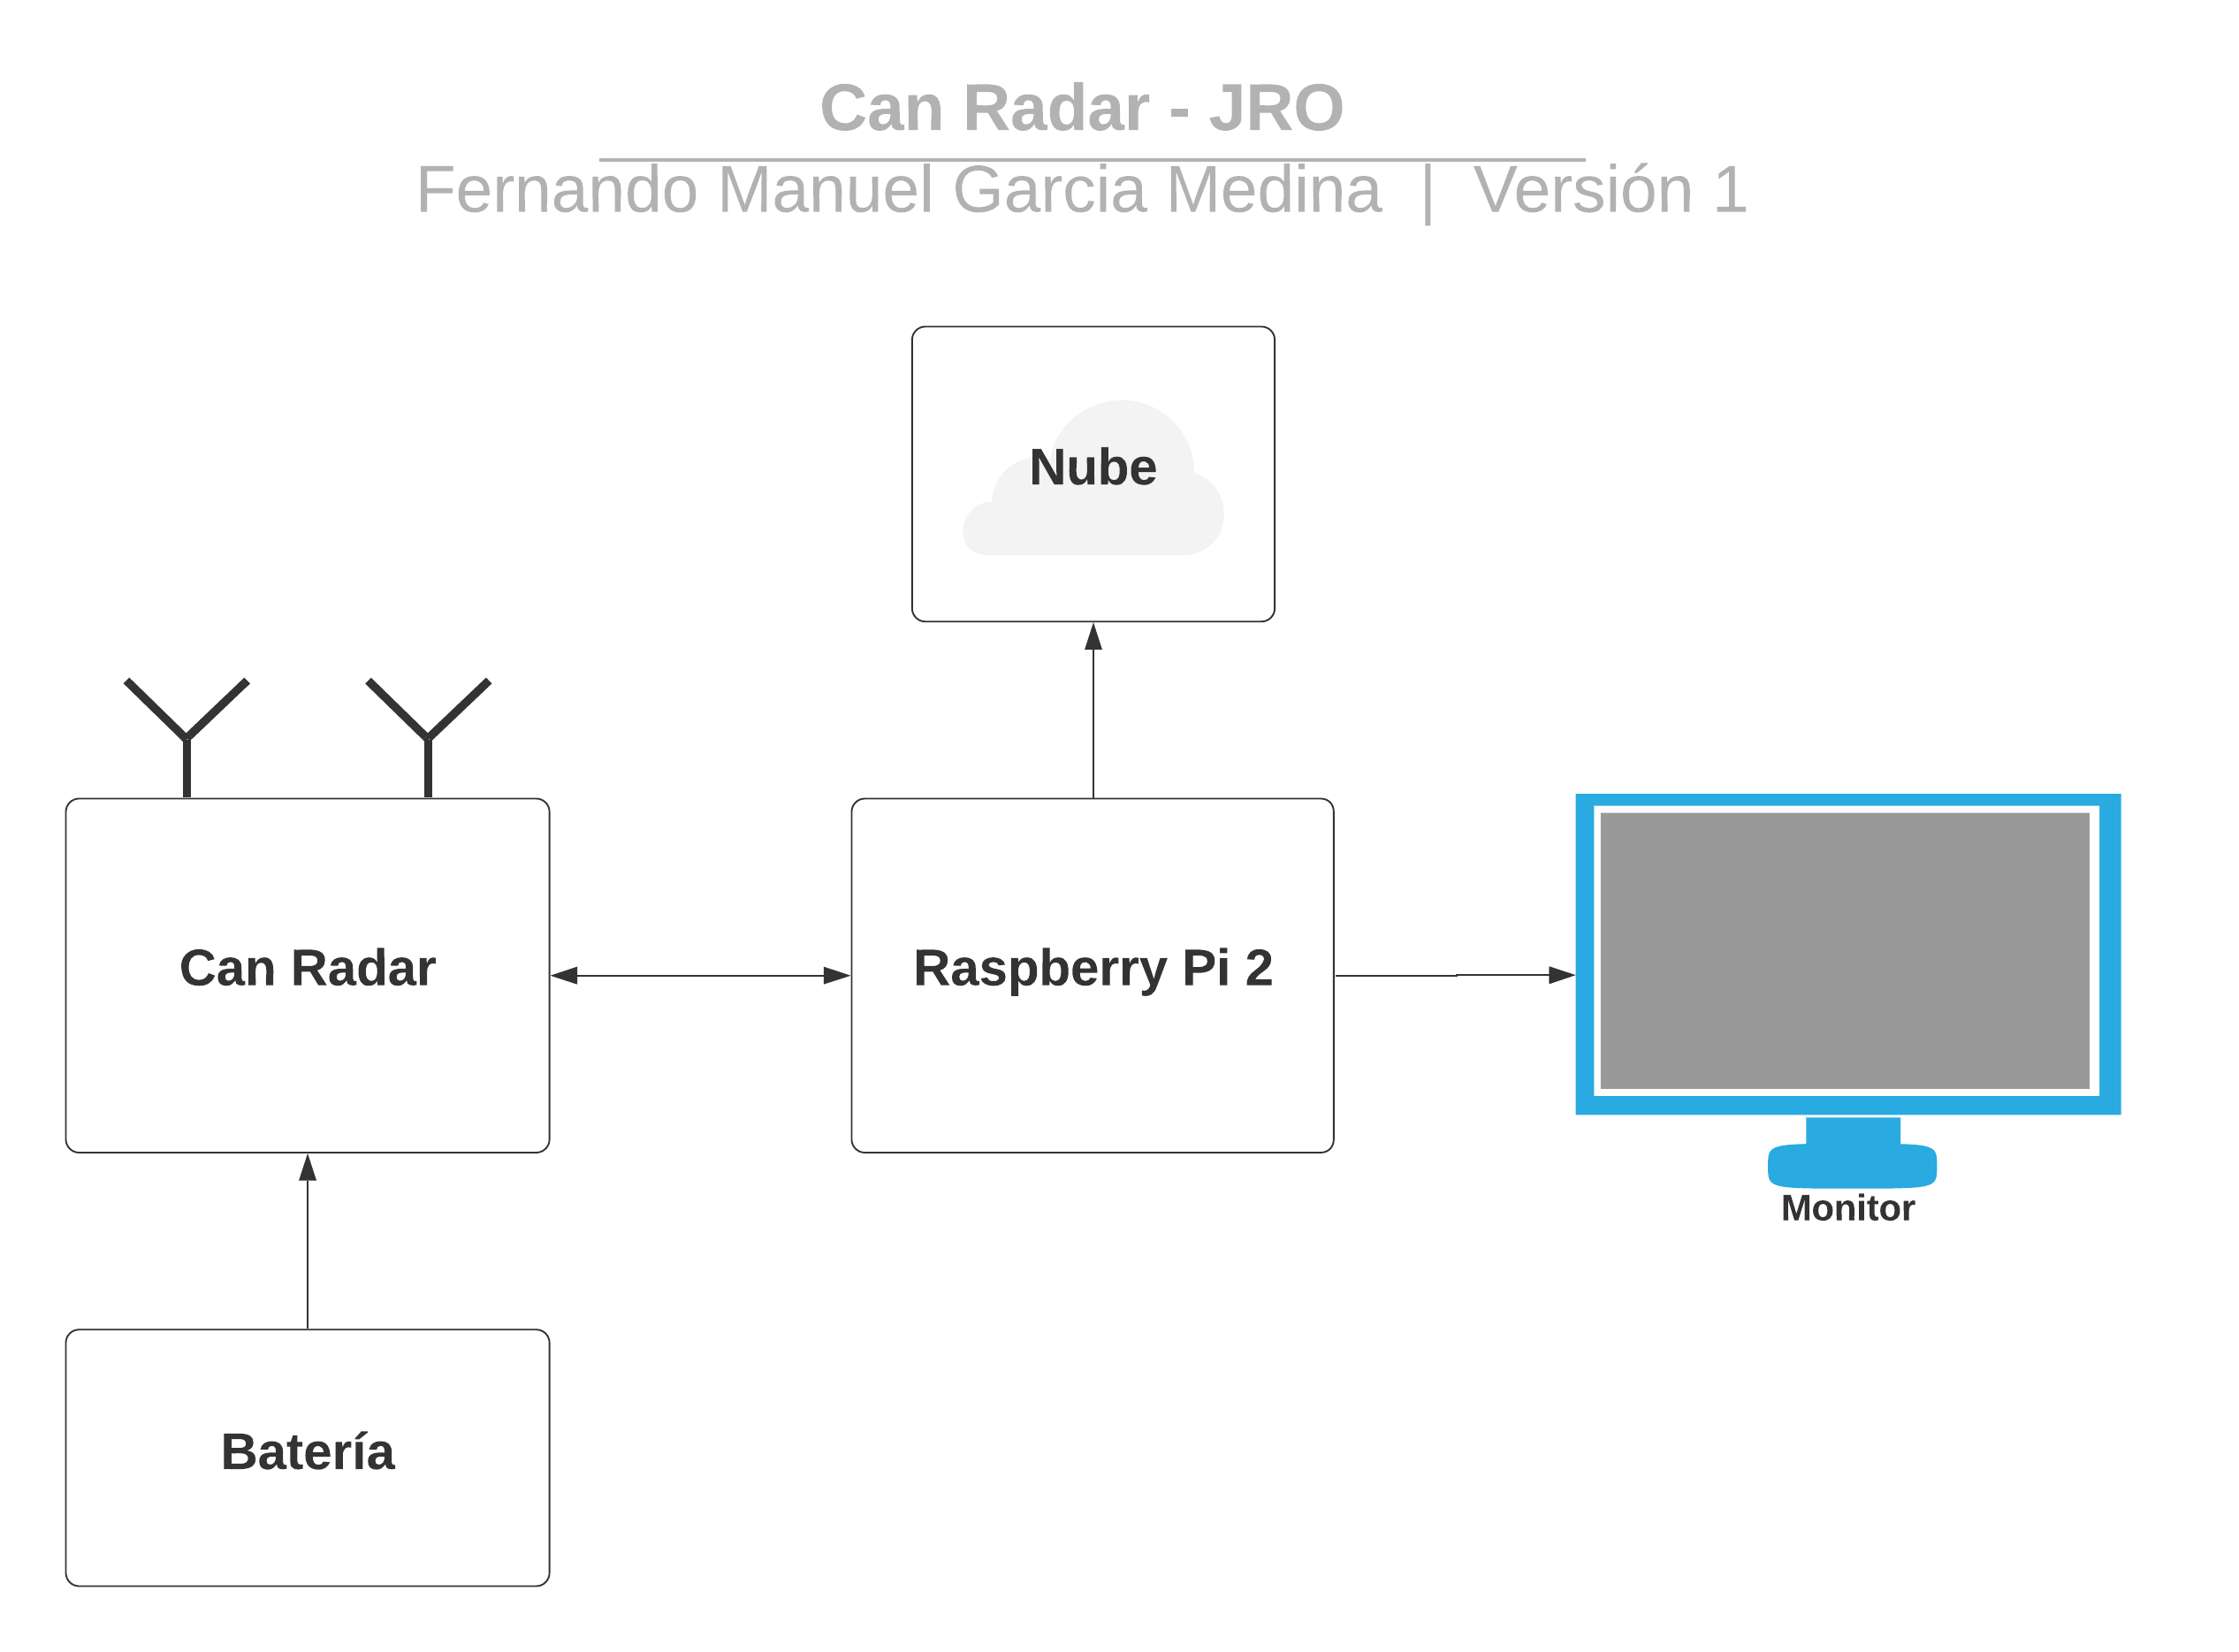 Can Radar - JRO
Fernando Manuel Garcia Medina | Versión 1
Nube
Can Radar
Raspberry Pi 2
Monitor
Batería